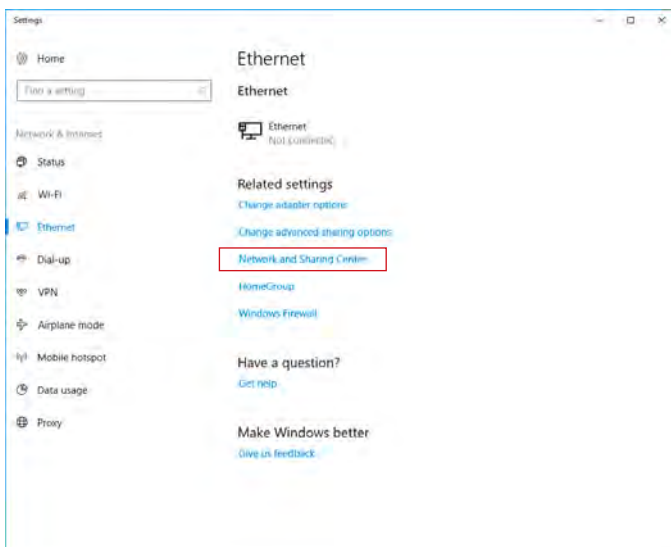 Settings
Home
Find a setting
Network & Internet
Status
Wi-Fi
Ethernet
Dial-up
VPN
Airplane mode
Mobile hotspot
Data usage
Proxy
Ethernet
Ethernet
Ethernet
Not connected
Related settings
Change adapter options
Change advanced sharing options
Network and Sharing Center
HomeGroup
Windows Firewall
Have a question?
Get help
Make Windows better
Give us feedback